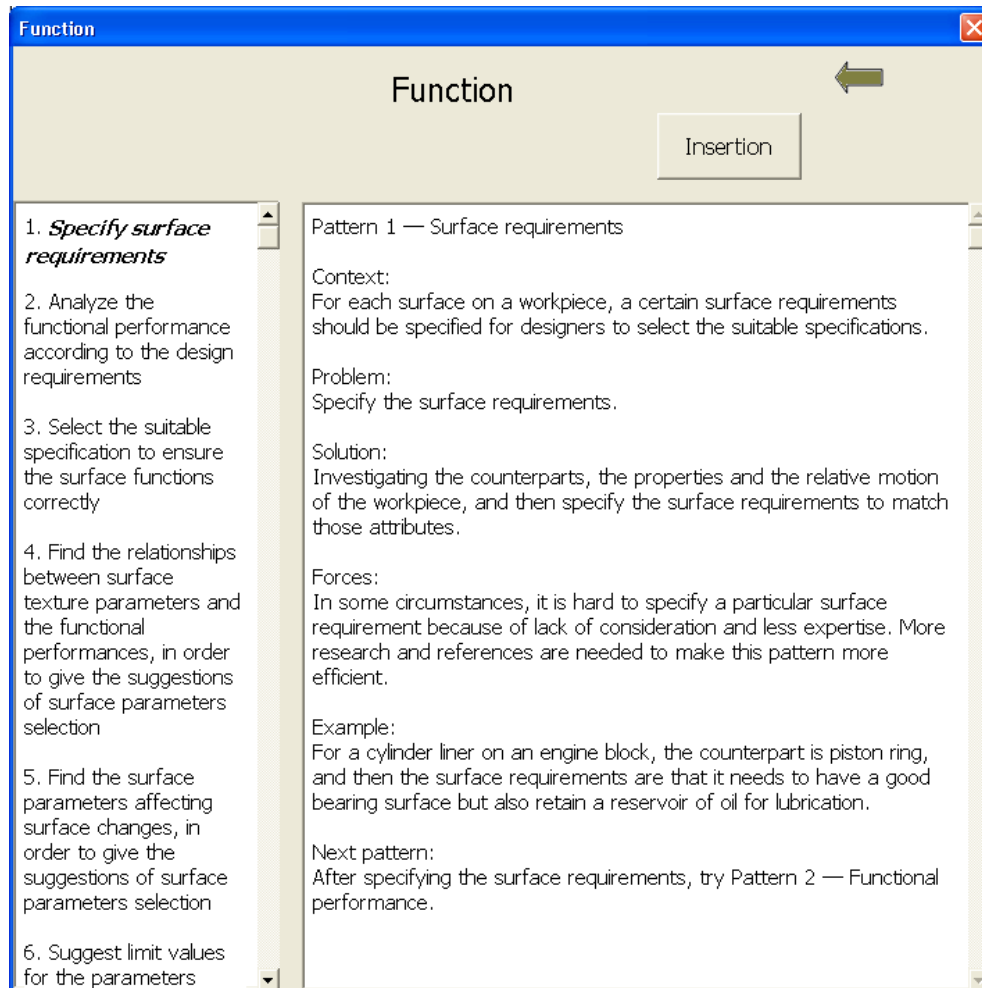 Function
Function
Insertion
1. Specify surface
requirements
2. Analyze the
functional performance
according to the design
requirements
3. Select the suitable
specification to ensure
the surface functions
correctly
4. Find the relationships
between surface
texture parameters and
the functional
performances, in order
to give the suggestions
of surface parameters
selection
5. Find the surface
parameters affecting
surface changes, in
order to give the
suggestions of surface
parameters selection
6. Suggest limit values
for the parameters
Pattern 1 — Surface requirements
Context:
For each surface on a workpiece, a certain surface requirements
should be specified for designers to select the suitable specifications.
Problem:
Specify the surface requirements.
Solution:
Investigating the counterparts, the properties and the relative motion
of the workpiece, and then specify the surface requirements to match
those attributes.
Forces:
In some circumstances, it is hard to specify a particular surface
requirement because of lack of consideration and less expertise. More
research and references are needed to make this pattern more
efficient.
Example:
For a cylinder liner on an engine block, the counterpart is piston ring,
and then the surface requirements are that it needs to have a good
bearing surface but also retain a reservoir of oil for lubrication.
Next pattern:
After specifying the surface requirements, try Pattern 2 — Functional
performance.